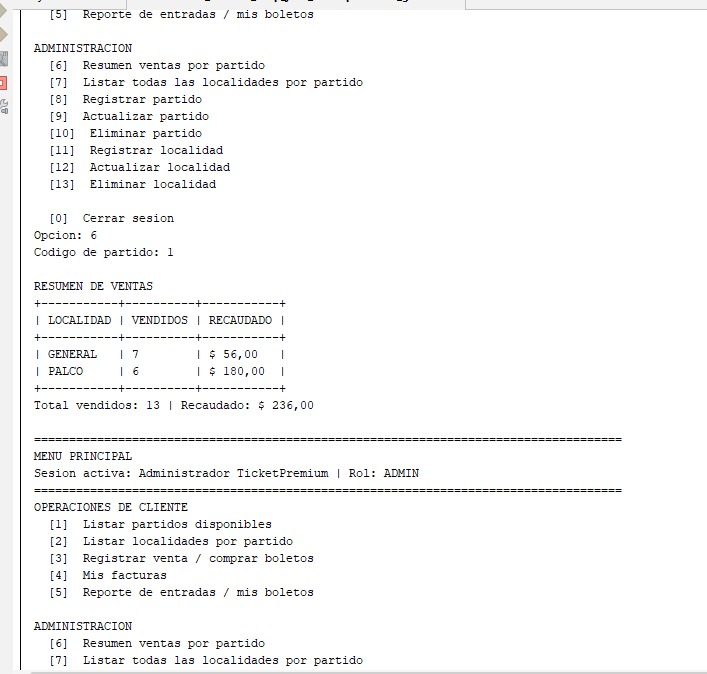 [5]  Reporte de entradas / mis boletos
ADMINISTRACION
[6]  Resumen ventas por partido
[7]  Listar todas las localidades por partido
[8]  Registrar partido
[9]  Actualizar partido
[10]  Eliminar partido
[11]  Registrar localidad
[12]  Actualizar localidad
[13]  Eliminar localidad
[0]  Cerrar sesion
Opcion: 6
Codigo de partido: 1
RESUMEN DE VENTAS
+-----------+----------+-----------+
| LOCALIDAD | VENDIDOS | RECAUDADO |
+-----------+----------+-----------+
| GENERAL   | 7        | $ 56,00   |
| PALCO     | 6        | $ 180,00  |
+-----------+----------+-----------+
Total vendidos: 13 | Recaudado: $ 236,00
====================================================================================
MENU PRINCIPAL
Sesion activa: Administrador TicketPremium | Rol: ADMIN
====================================================================================
OPERACIONES DE CLIENTE
[1]  Listar partidos disponibles
[2]  Listar localidades por partido
[3]  Registrar venta / comprar boletos
[4]  Mis facturas
[5]  Reporte de entradas / mis boletos
ADMINISTRACION
[6]  Resumen ventas por partido
[7]  Listar todas las localidades por partido